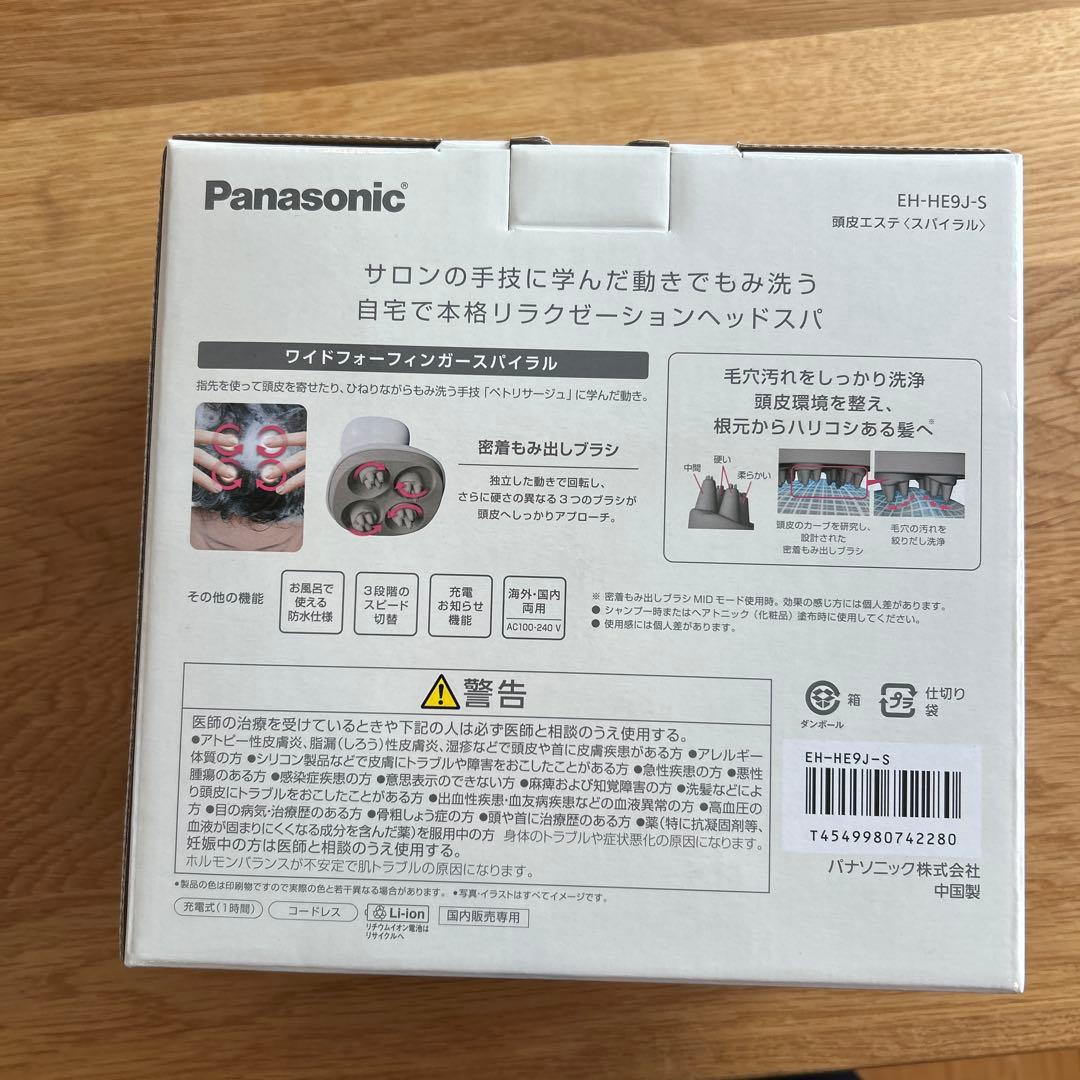 Panasonic®
EH-HE9J-S
頭皮エステ〈スパイラル〉
サロンの手技に学んだ動きでもみ洗う
自宅で本格リラクゼーションヘッドスパ
ワイドフォーフィンガースパイラル
指先を使って頭皮を寄せたり、ひねりながらもみ洗う手技「ペトリサージュ」に学んだ動き。
密着もみ出しブラシ
独立した動きで回転し、
さらに硬さの異なる3つのブラシが
頭皮へしっかりアプローチ。
毛穴汚れをしっかり洗浄
頭皮環境を整え、
根元からハリコシある髪へ※
中間
硬い
柔らかい
頭皮のカーブを研究し、
設計された
密着もみ出しブラシ
毛穴の汚れを
絞りだし洗浄
その他の機能
お風呂で
使える
防水仕様
3段階の
スピード
切替
充電
お知らせ
機能
海外・国内
両用
AC100-240 V
※ 密着もみ出しブラシ MID モード使用時。効果の感じ方には個人差があります。
● シャンプー時またはヘアトニック（化粧品）塗布時に使用してください。
● 使用感には個人差があります。
警告
医師の治療を受けているときや下記の人は必ず医師と相談のうえ使用する。
●アトピー性皮膚炎、脂漏（しろう）性皮膚炎、湿疹などで頭皮や首に皮膚疾患がある方 ●アレルギー
体質の方 ●シリコン製品などで皮膚にトラブルや障害をおこしたことがある方 ●急性疾患の方 ●悪性
腫瘍のある方 ●感染症疾患の方 ●意思表示のできない方 ●麻痺および知覚障害の方 ●洗髪などによ
り頭皮にトラブルをおこしたことがある方 ●出血性疾患・血友病疾患などの血液異常の方 ●高血圧の
方 ●目の病気・治療歴のある方 ●骨粗しょう症の方 ●頭や首に治療歴のある方 ●薬（特に抗凝固剤等、
血液が固まりにくくなる成分を含んだ薬）を服用中の方 身体のトラブルや症状悪化の原因になります。
妊娠中の方は医師と相談のうえ使用する。
ホルモンバランスが不安定で肌トラブルの原因になります。
●製品の色は印刷物ですので実際の色と若干異なる場合があります。 ●写真・イラストはすべてイメージです。
充電式（1時間）
コードレス
Li-ion
リチウムイオン電池は
リサイクルへ
国内販売専用
ダンボール
箱
プラ
仕切り
袋
EH-HE9J-S
T4549980742280
パナソニック株式会社
中国製